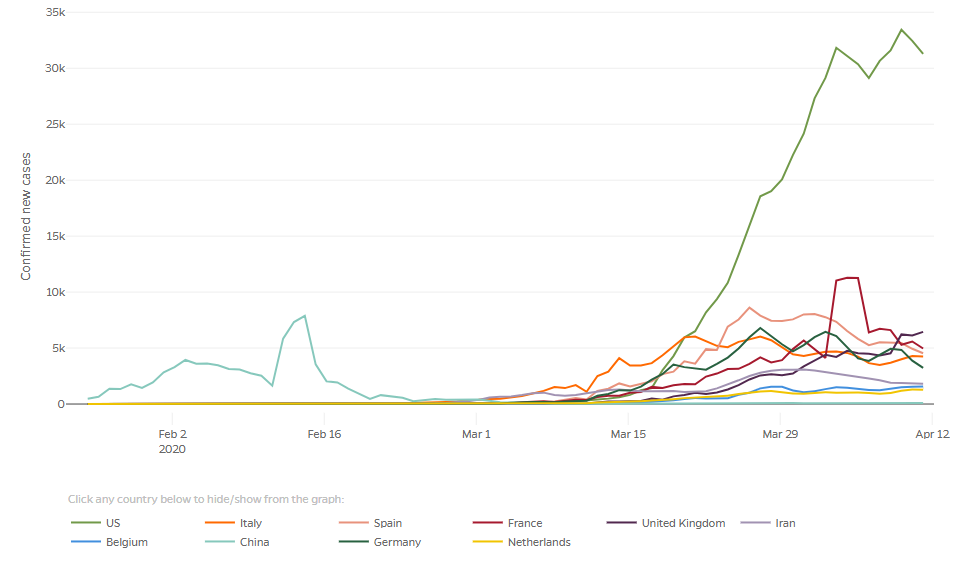 35k
30k
25k
20k
15k
10k
5k
0
Confirmed new cases
Feb 2 Feb 16 Mar 1 Mar 15 Mar 29 Apr 12
2020
Click any country below to hide/show from the graph:
US Italy Spain France United Kingdom Iran
Belgium China Germany Netherlands